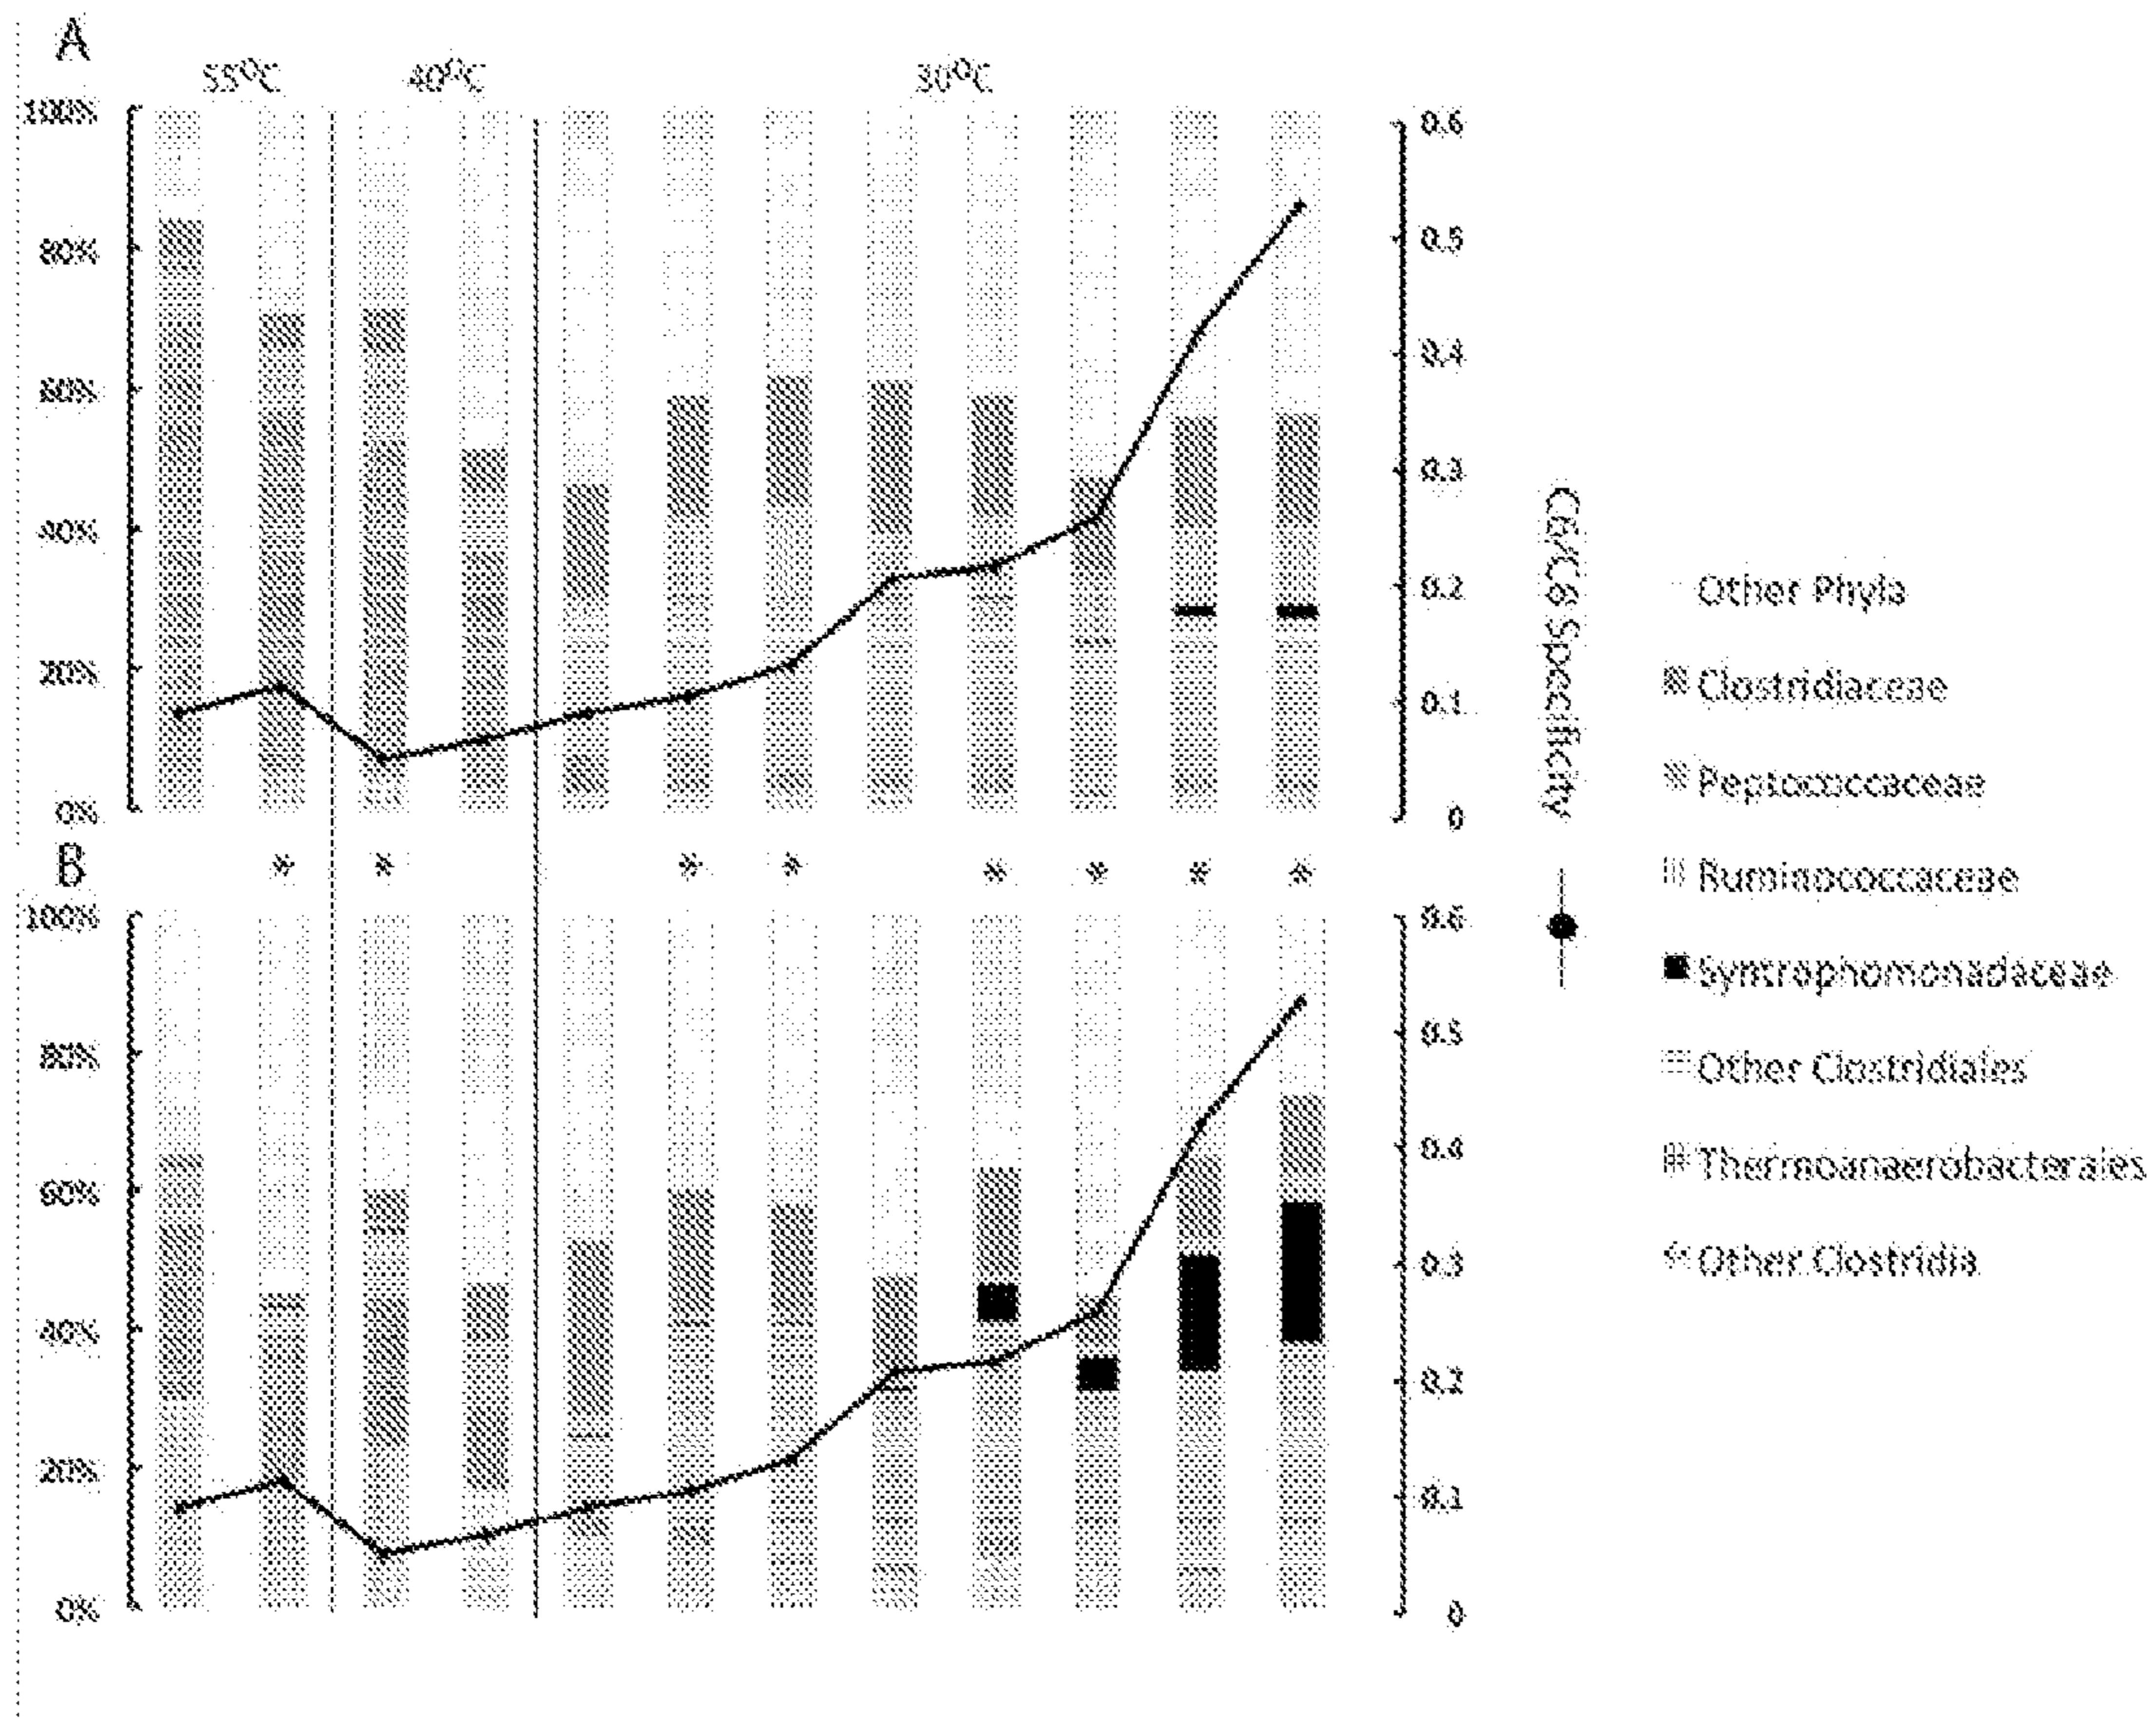 A
55°C 40°C 30°C
100%
80%
60%
40%
20%
0%
0.6
0.5
0.4
0.3
0.2
0.1
0
B
* * * * * * * *
100%
80%
60%
40%
20%
0%
0.6
0.5
0.4
0.3
0.2
0.1
0
Specificity
Other Phyla
Clostridiaceae
Peptococcaceae
Ruminococcaceae
Syntrophomonadaceae
Other Clostridiales
Thermoanaerobacterales
Other Clostridia